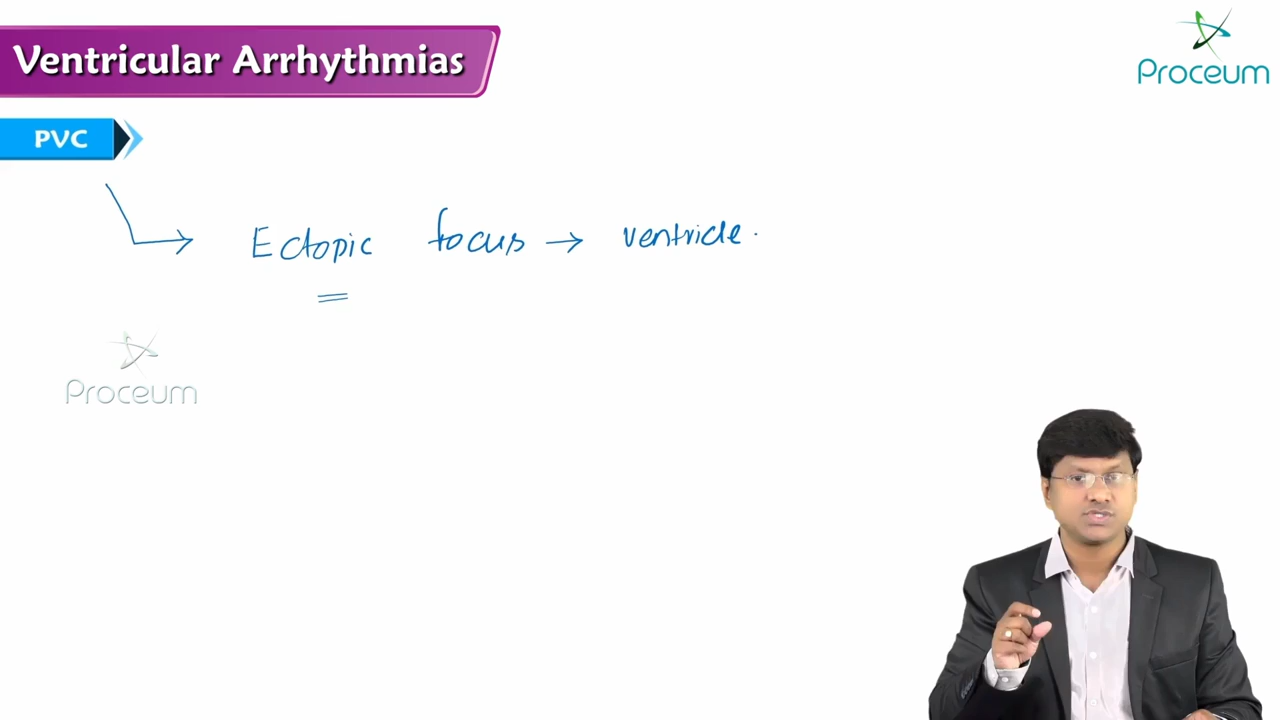 Ventricular Arrhythmias
Proceum
PVC
Ectopic focus → ventricle.
Proceum